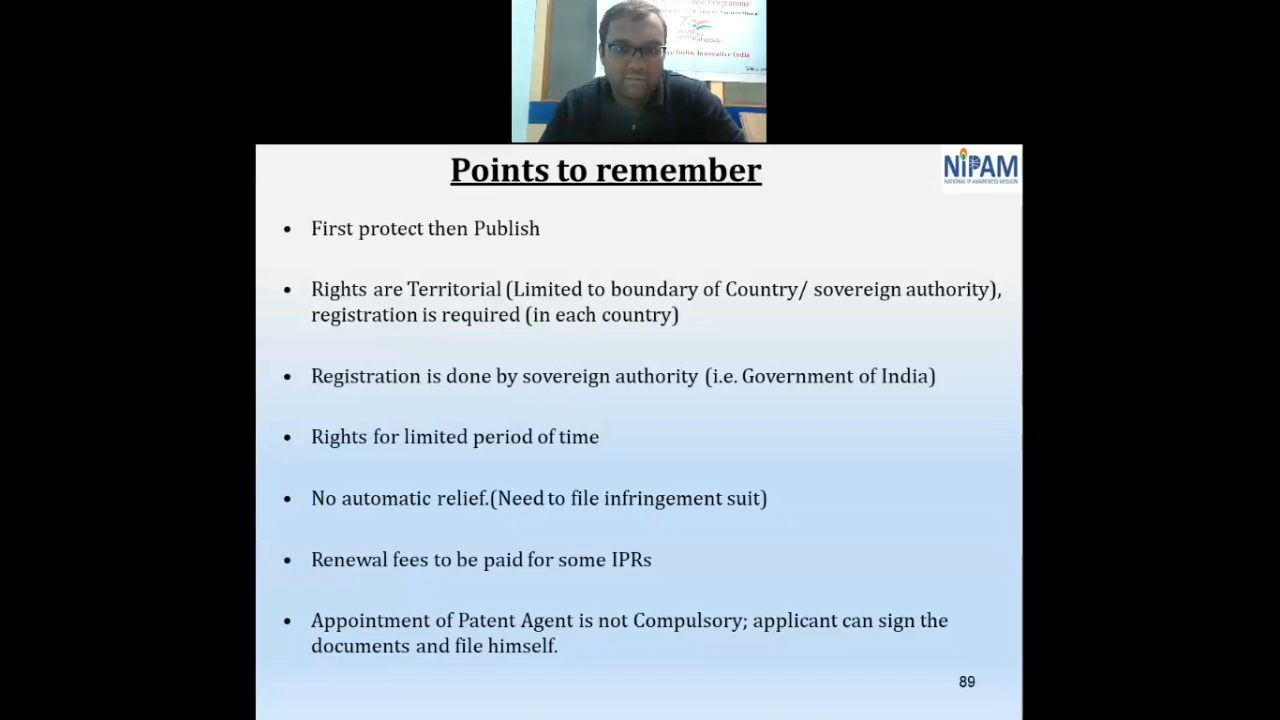 Programme
Innovative India
Points to remember
NiPAM
NATIONAL IP AWARENESS MISSION
• First protect then Publish
• Rights are Territorial (Limited to boundary of Country/ sovereign authority),
registration is required (in each country)
• Registration is done by sovereign authority (i.e. Government of India)
• Rights for limited period of time
• No automatic relief.(Need to file infringement suit)
• Renewal fees to be paid for some IPRs
• Appointment of Patent Agent is not Compulsory; applicant can sign the
documents and file himself.
89